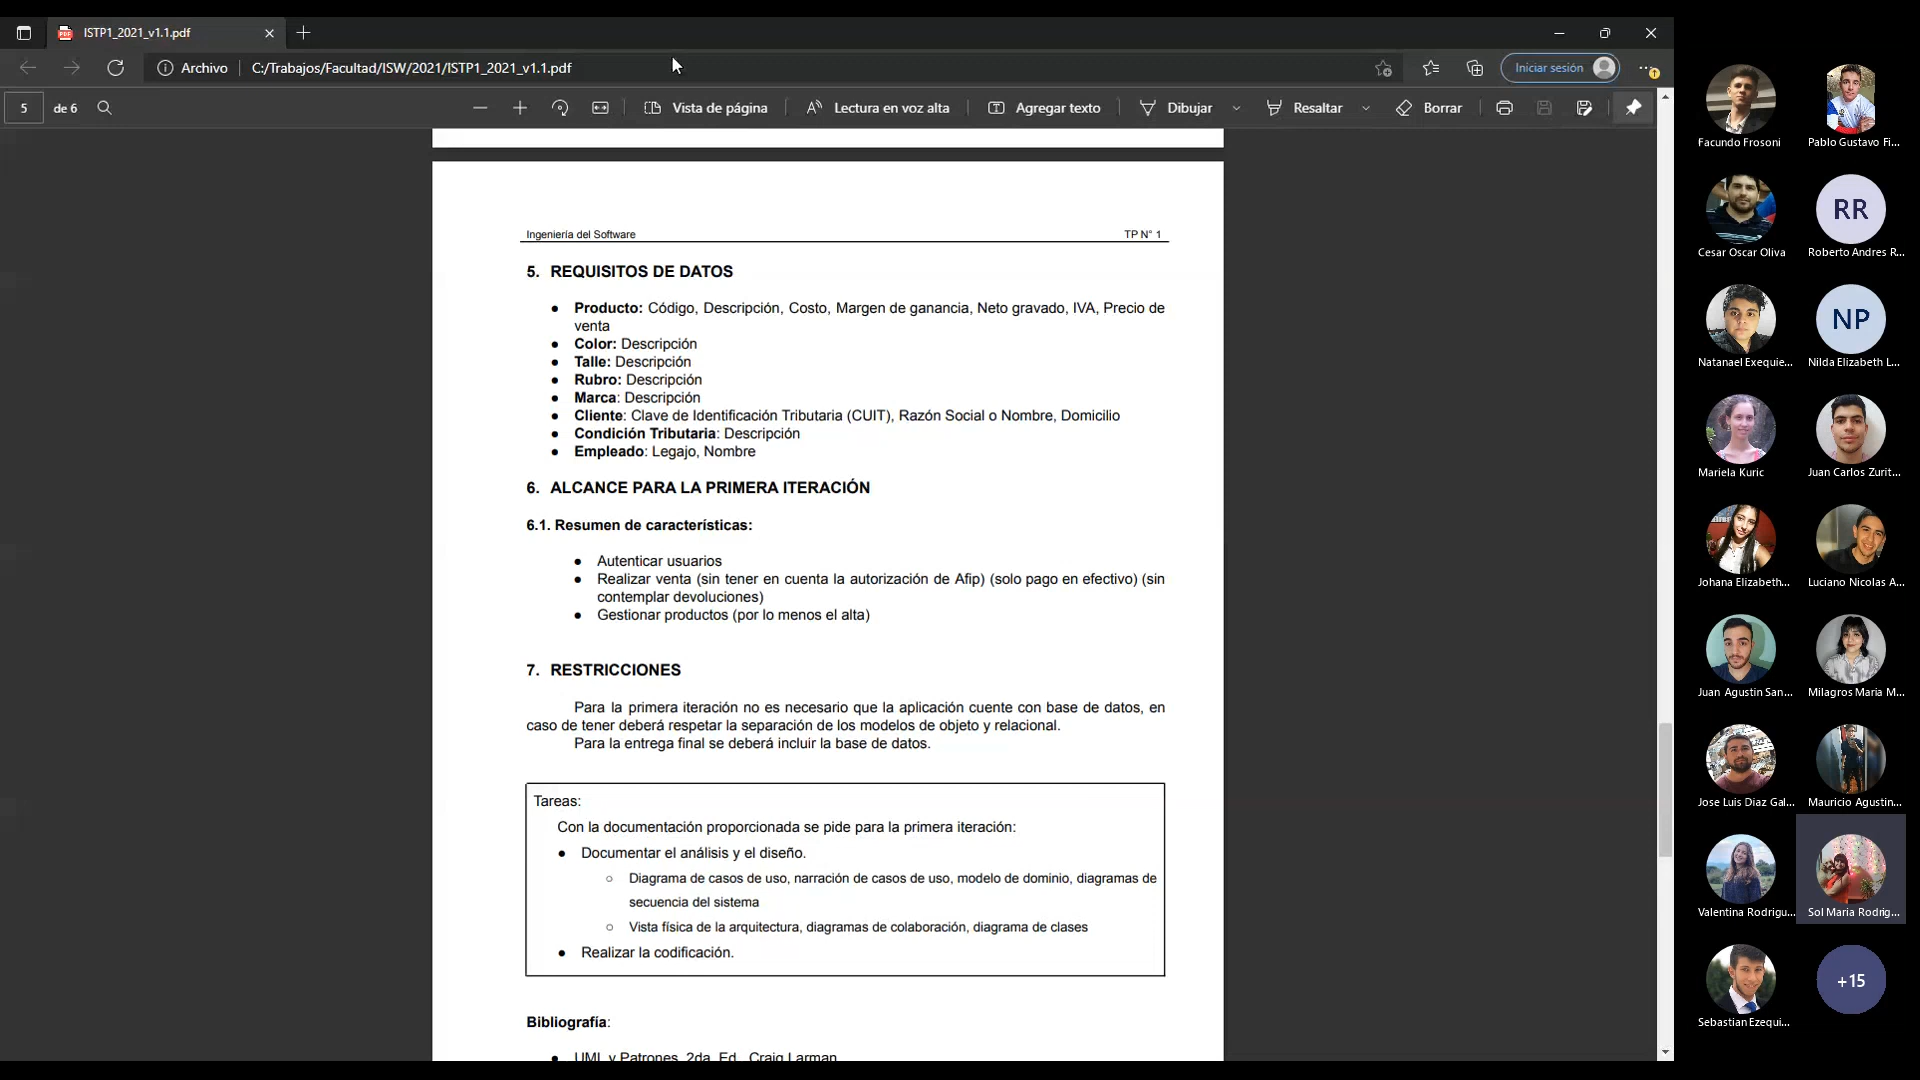 ISTP1_2021_v1.1.pdf
Archivo
C:/Trabajos/Facultad/ISW/2021/ISTP1_2021_v1.1.pdf
Iniciar sesión
5 de 6
Vista de página
Lectura en voz alta
Agregar texto
Dibujar
Resaltar
Borrar
Ingeniería del Software TP N° 1
5. REQUISITOS DE DATOS
● Producto: Código, Descripción, Costo, Margen de ganancia, Neto gravado, IVA, Precio de
venta
● Color: Descripción
● Talle: Descripción
● Rubro: Descripción
● Marca: Descripción
● Cliente: Clave de Identificación Tributaria (CUIT), Razón Social o Nombre, Domicilio
● Condición Tributaria: Descripción
● Empleado: Legajo, Nombre
6. ALCANCE PARA LA PRIMERA ITERACIÓN
6.1. Resumen de características:
● Autenticar usuarios
● Realizar venta (sin tener en cuenta la autorización de Afip) (solo pago en efectivo) (sin
contemplar devoluciones)
● Gestionar productos (por lo menos el alta)
7. RESTRICCIONES
Para la primera iteración no es necesario que la aplicación cuente con base de datos, en
caso de tener deberá respetar la separación de los modelos de objeto y relacional.
Para la entrega final se deberá incluir la base de datos.
Tareas:
Con la documentación proporcionada se pide para la primera iteración:
● Documentar el análisis y el diseño.
○ Diagrama de casos de uso, narración de casos de uso, modelo de dominio, diagramas de
secuencia del sistema
○ Vista física de la arquitectura, diagramas de colaboración, diagrama de clases
● Realizar la codificación.
Bibliografía:
● UML y Patrones, 2da. Ed., Craig Larman
Facundo Frosoni
Pablo Gustavo Fi...
Cesar Oscar Oliva
RR
Roberto Andres R...
Natanael Exequie...
NP
Nilda Elizabeth L...
Mariela Kuric
Juan Carlos Zurit...
Johana Elizabeth...
Luciano Nicolas A...
Juan Agustin San...
Milagros Maria M...
Jose Luis Diaz Gal...
Mauricio Agustin...
Valentina Rodrigu...
Sol Maria Rodrig...
Sebastian Ezequi...
+15